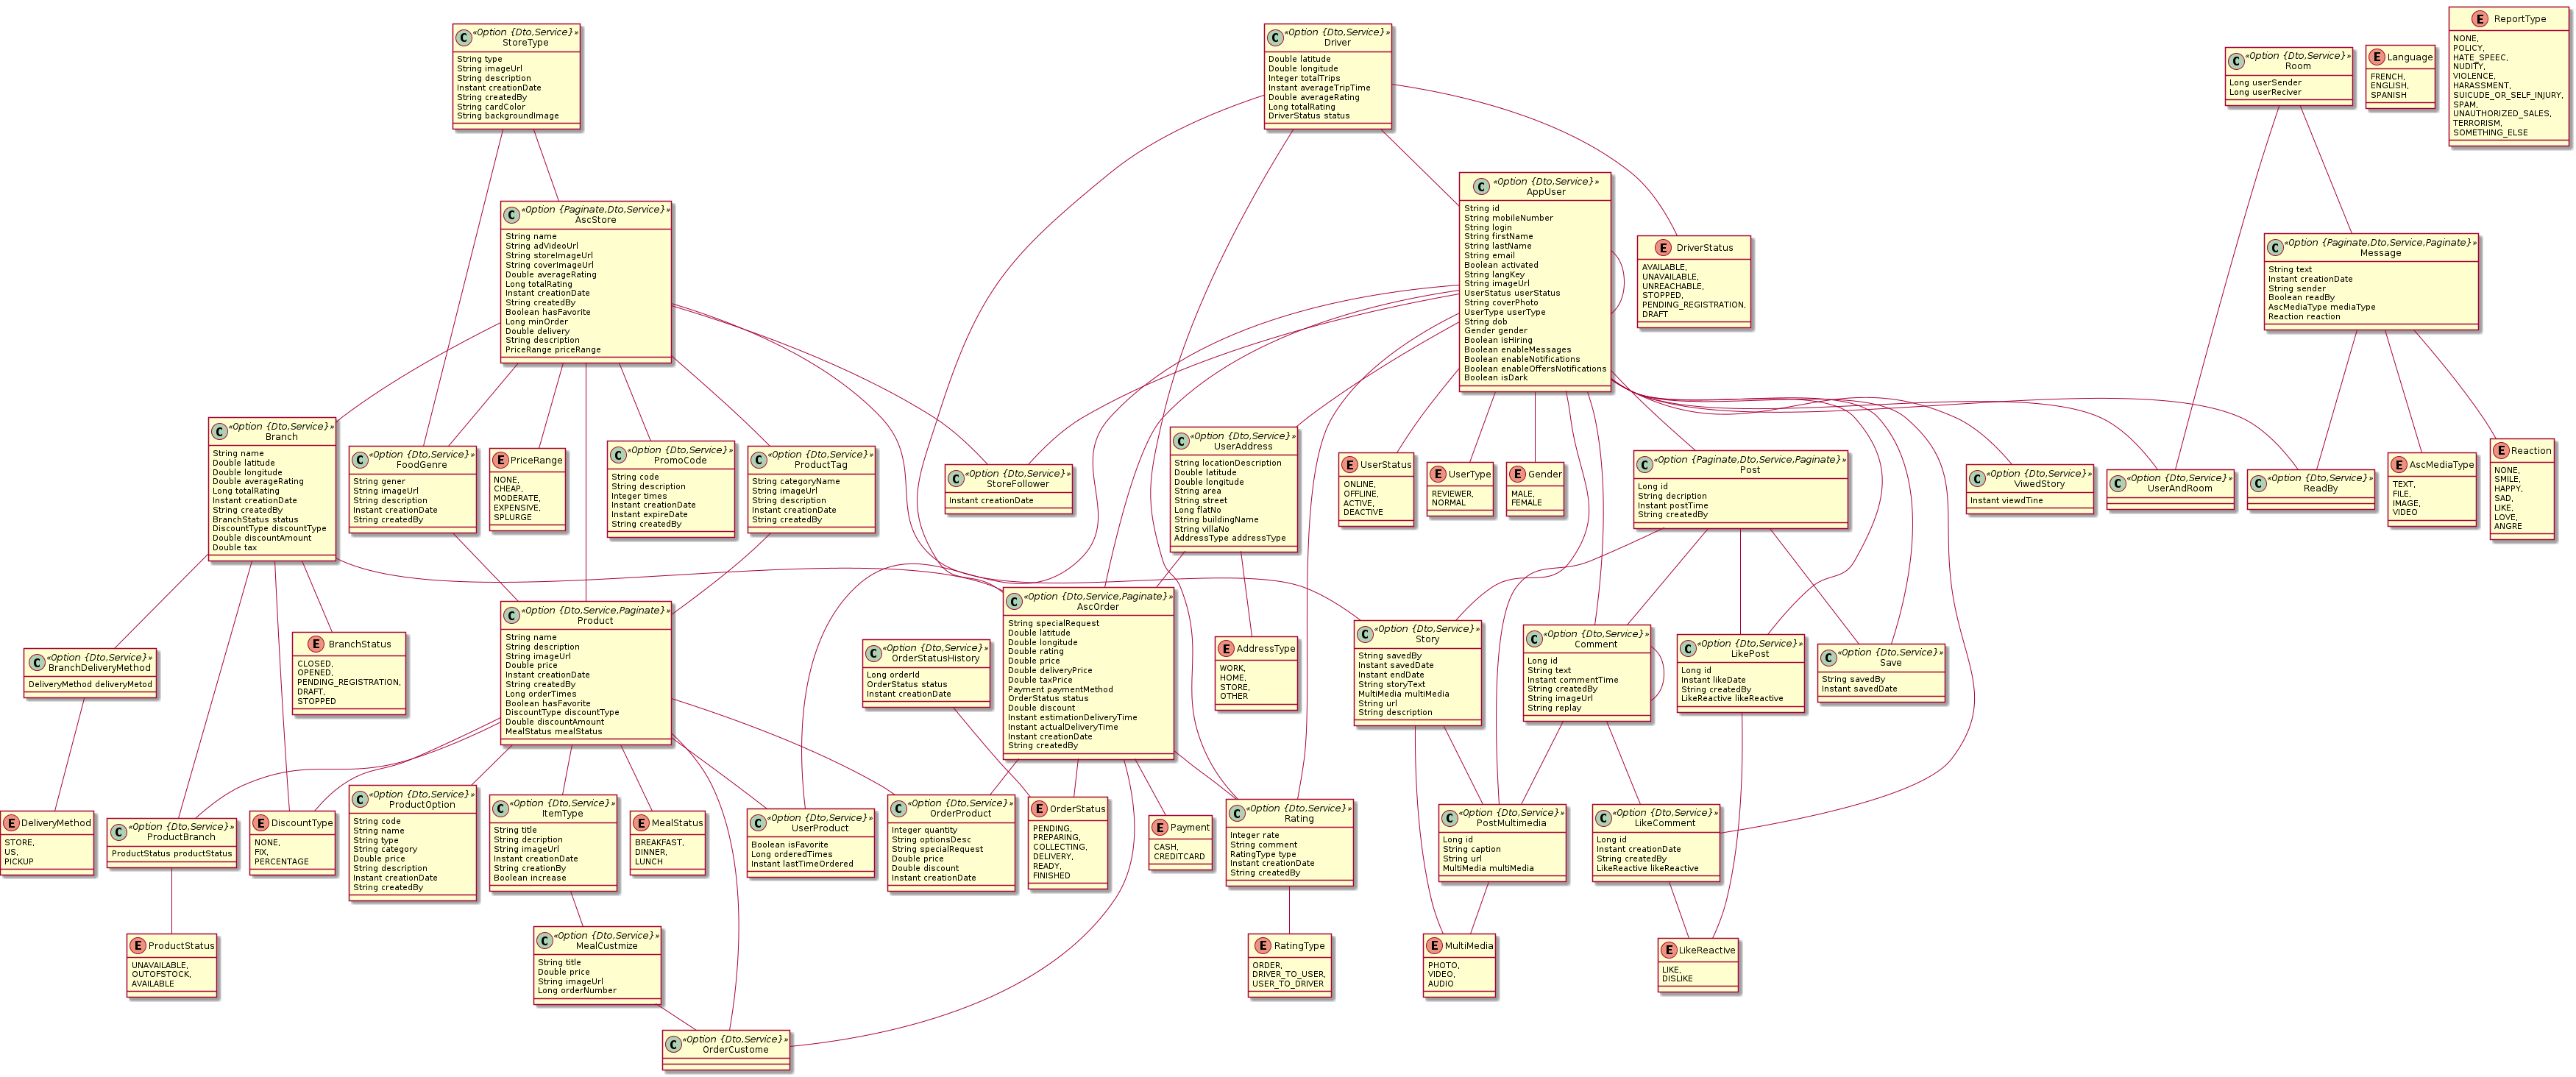 «Option {Dto,Service}»
StoreType
String type
String imageUrl
String description
Instant creationDate
String createdBy
String cardColor
String backgroundImage
«Option {Dto,Service}»
Driver
Double latitude
Double longitude
Integer totalTrips
Instant averageTripTime
Double averageRating
Long totalRating
DriverStatus status
«Option {Dto,Service}»
Room
Long userSender
Long userReciver
Language
FRENCH,
ENGLISH,
SPANISH
ReportType
NONE,
POLICY,
HATE_SPEEC,
NUDITY,
VIOLENCE,
HARASSMENT,
SUICUDE_OR_SELF_INJURY,
SPAM,
UNAUTHORIZED_SALES,
TERRORISM,
SOMETHING_ELSE
«Option {Paginate,Dto,Service}»
AscStore
String name
String adVideoUrl
String storeImageUrl
String coverImageUrl
Double averageRating
Long totalRating
Instant creationDate
String createdBy
Boolean hasFavorite
Long minOrder
Double delivery
String description
PriceRange priceRange
«Option {Dto,Service}»
AppUser
String id
String mobileNumber
String login
String firstName
String lastName
String email
Boolean activated
String langKey
String imageUrl
UserStatus userStatus
String coverPhoto
UserType userType
String dob
Gender gender
Boolean isHiring
Boolean enableMessages
Boolean enableNotifications
Boolean enableOffersNotifications
Boolean isDark
DriverStatus
AVAILABLE,
UNAVAILABLE,
UNREACHABLE,
STOPPED,
PENDING_REGISTRATION,
DRAFT
«Option {Paginate,Dto,Service,Paginate}»
Message
String text
Instant creationDate
String sender
Boolean readBy
AscMediaType mediaType
Reaction reaction
«Option {Dto,Service}»
Branch
String name
Double latitude
Double longitude
Double averageRating
Long totalRating
Instant creationDate
String createdBy
BranchStatus status
DiscountType discountType
Double discountAmount
Double tax
«Option {Dto,Service}»
FoodGenre
String gener
String imageUrl
String description
Instant creationDate
String createdBy
PriceRange
NONE,
CHEAP,
MODERATE,
EXPENSIVE,
SPLURGE
«Option {Dto,Service}»
PromoCode
String code
String description
Integer times
Instant creationDate
Instant expireDate
String createdBy
«Option {Dto,Service}»
ProductTag
String categoryName
String imageUrl
String description
Instant creationDate
String createdBy
«Option {Dto,Service}»
StoreFollower
Instant creationDate
«Option {Dto,Service}»
UserAddress
String locationDescription
Double latitude
Double longitude
String area
String street
Long flatNo
String buildingName
String villaNo
AddressType addressType
UserStatus
ONLINE,
OFFLINE,
ACTIVE,
DEACTIVE
UserType
REVIEWER,
NORMAL
Gender
MALE,
FEMALE
«Option {Paginate,Dto,Service,Paginate}»
Post
Long id
String decription
Instant postTime
String createdBy
«Option {Dto,Service}»
ViwedStory
Instant viewdTine
«Option {Dto,Service}»
UserAndRoom
«Option {Dto,Service}»
ReadBy
AscMediaType
TEXT,
FILE,
IMAGE,
VIDEO
Reaction
NONE,
SMILE,
HAPPY,
SAD,
LIKE,
LOVE,
ANGRE
«Option {Dto,Service}»
BranchDeliveryMethod
DeliveryMethod deliveryMetod
BranchStatus
CLOSED,
OPENED,
PENDING_REGISTRATION,
DRAFT,
STOPPED
«Option {Dto,Service,Paginate}»
Product
String name
String description
String imageUrl
Double price
Instant creationDate
String createdBy
Long orderTimes
Boolean hasFavorite
DiscountType discountType
Double discountAmount
MealStatus mealStatus
«Option {Dto,Service}»
OrderStatusHistory
Long orderId
OrderStatus status
Instant creationDate
«Option {Dto,Service,Paginate}»
AscOrder
String specialRequest
Double latitude
Double longitude
Double rating
Double price
Double deliveryPrice
Double taxPrice
Payment paymentMethod
OrderStatus status
Double discount
Instant estimationDeliveryTime
Instant actualDeliveryTime
Instant creationDate
String createdBy
AddressType
WORK,
HOME,
STORE,
OTHER
«Option {Dto,Service}»
Story
String savedBy
Instant savedDate
Instant endDate
String storyText
MultiMedia multiMedia
String url
String description
«Option {Dto,Service}»
Comment
Long id
String text
Instant commentTime
String createdBy
String imageUrl
String replay
«Option {Dto,Service}»
LikePost
Long id
Instant likeDate
String createdBy
LikeReactive likeReactive
«Option {Dto,Service}»
Save
String savedBy
Instant savedDate
DeliveryMethod
STORE,
US,
PICKUP
«Option {Dto,Service}»
ProductBranch
ProductStatus productStatus
DiscountType
NONE,
FIX,
PERCENTAGE
«Option {Dto,Service}»
ProductOption
String code
String name
String type
String category
Double price
String description
Instant creationDate
String createdBy
«Option {Dto,Service}»
ItemType
String title
String decription
String imageUrl
Instant creationDate
String creationBy
Boolean increase
MealStatus
BREAKFAST,
DINNER,
LUNCH
«Option {Dto,Service}»
UserProduct
Boolean isFavorite
Long orderedTimes
Instant lastTimeOrdered
«Option {Dto,Service}»
OrderProduct
Integer quantity
String optionsDesc
String specialRequest
Double price
Double discount
Instant creationDate
OrderStatus
PENDING,
PREPARING,
COLLECTING,
DELIVERY,
READY,
FINISHED
Payment
CASH,
CREDITCARD
«Option {Dto,Service}»
Rating
Integer rate
String comment
RatingType type
Instant creationDate
String createdBy
«Option {Dto,Service}»
PostMultimedia
Long id
String caption
String url
MultiMedia multiMedia
«Option {Dto,Service}»
LikeComment
Long id
Instant creationDate
String createdBy
LikeReactive likeReactive
ProductStatus
UNAVAILABLE,
OUTOFSTOCK,
AVAILABLE
«Option {Dto,Service}»
MealCustmize
String title
Double price
String imageUrl
Long orderNumber
RatingType
ORDER,
DRIVER_TO_USER,
USER_TO_DRIVER
MultiMedia
PHOTO,
VIDEO,
AUDIO
LikeReactive
LIKE,
DISLIKE
«Option {Dto,Service}»
OrderCustome